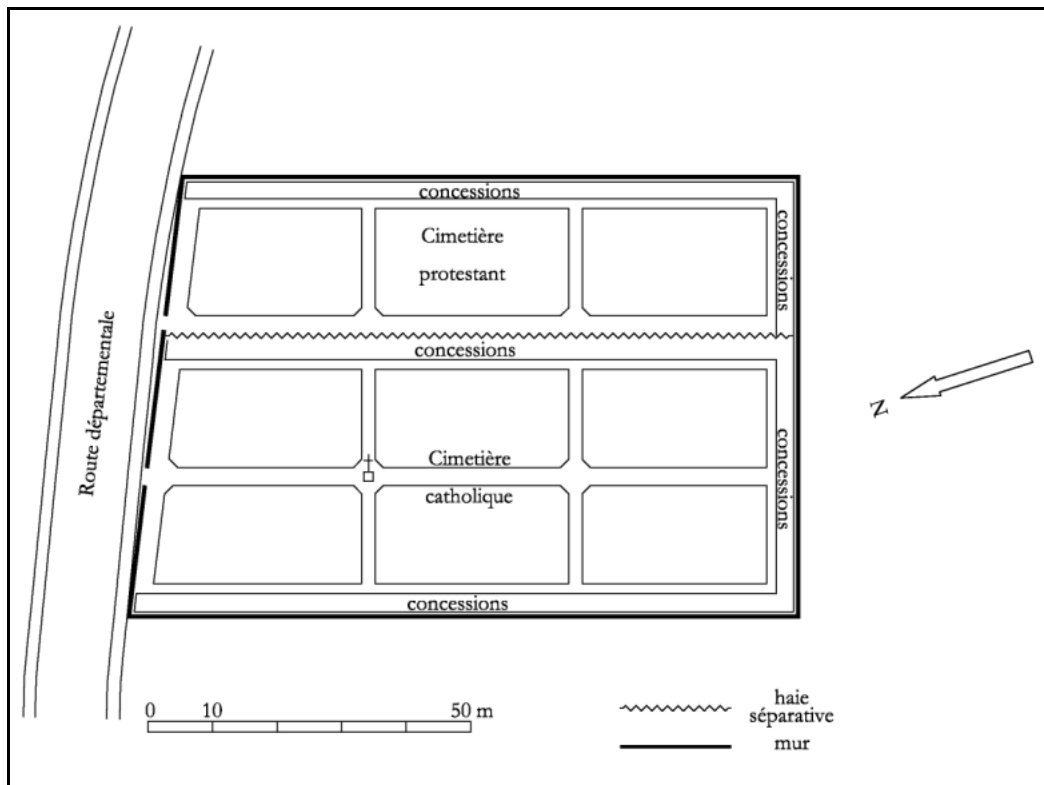 concessions
Cimetière
protestant
concessions
concessions
Route départementale
Cimetière
catholique
concessions
concessions
N
0 10 50 m
haie
séparative
mur